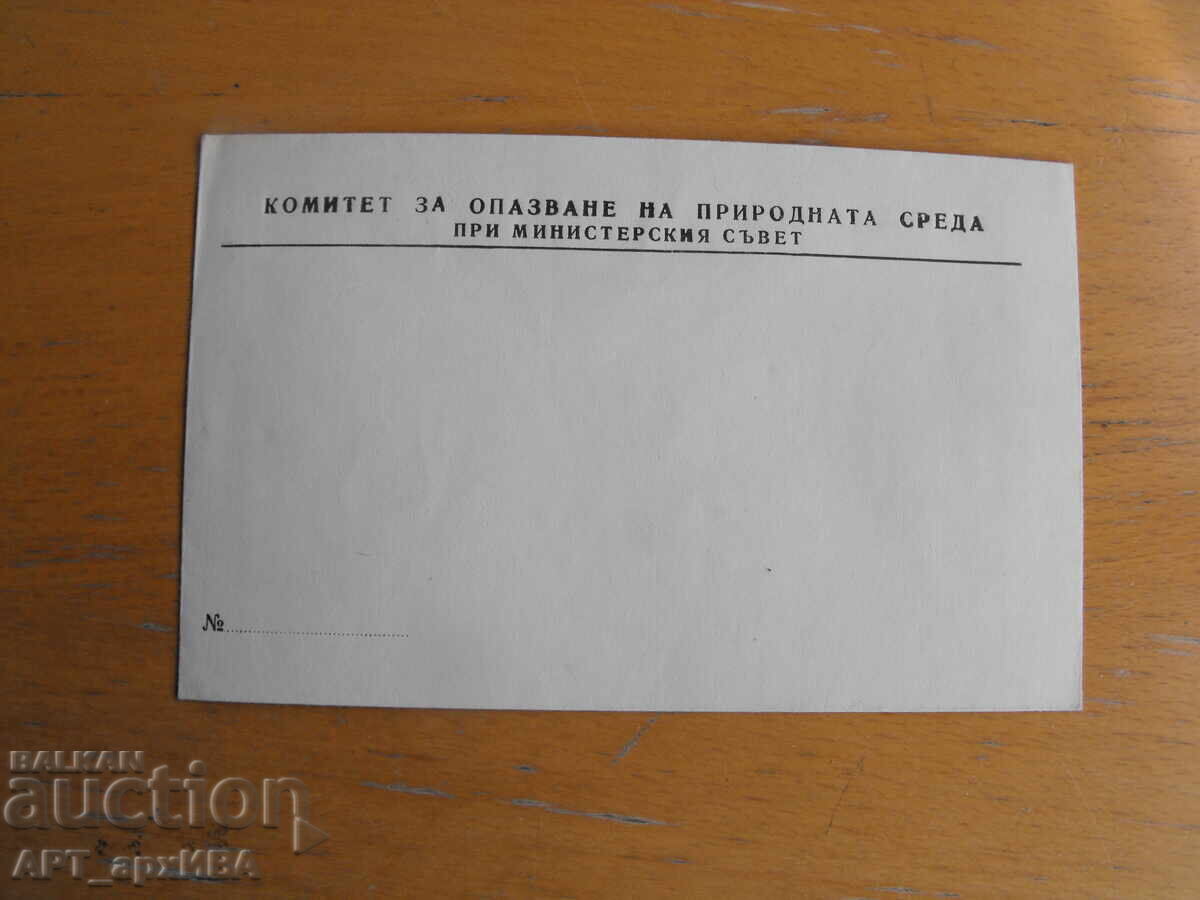 КОМИТЕТ ЗА ОПАЗВАНЕ НА ПРИРОДНАТА СРЕДА
ПРИ МИНИСТЕРСКИЯ СЪВЕТ
№
BALKAN
auction
АРТ_архИВА